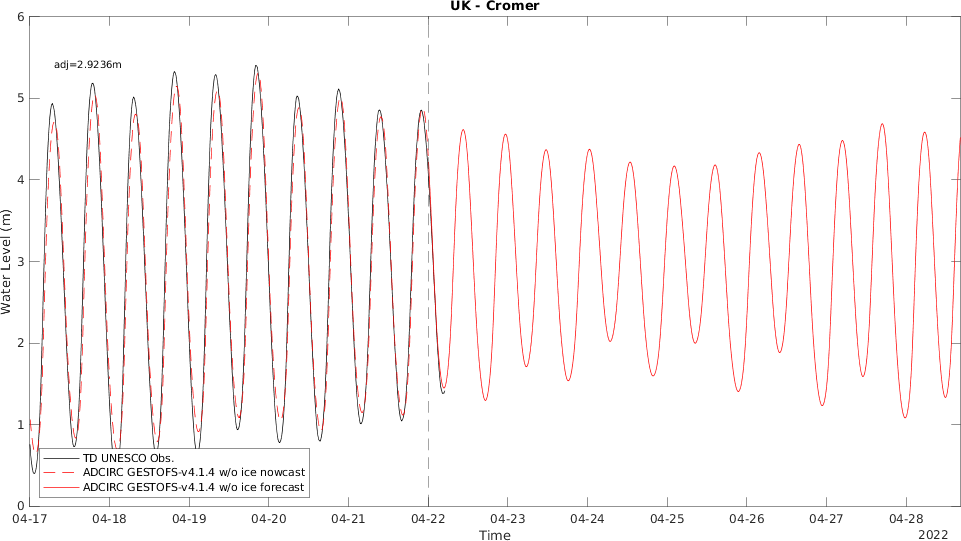 UK - Cromer
6
adj=2.9236m
5
4
3
2
1
0
Water Level (m)
TD UNESCO Obs.
ADCIRC GESTOFS-v4.1.4 w/o ice nowcast
ADCIRC GESTOFS-v4.1.4 w/o ice forecast
04-17 04-18 04-19 04-20 04-21 04-22 04-23 04-24 04-25 04-26 04-27 04-28
Time
2022